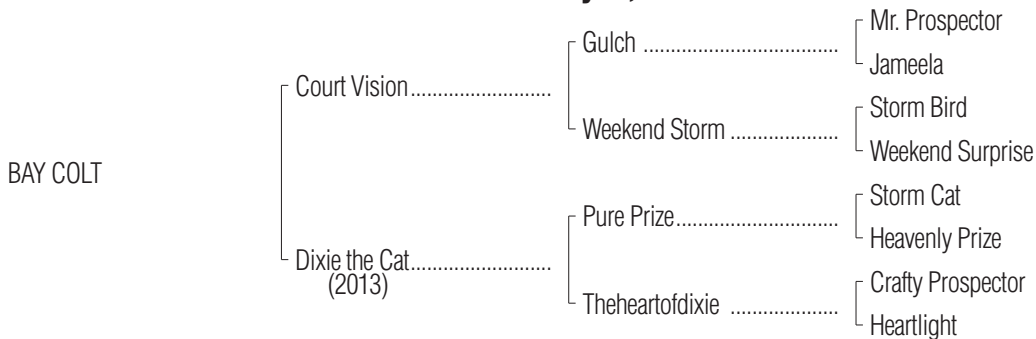 Mr. Prospector
Gulch ......................................
Jameela
Court Vision...........................
Storm Bird
Weekend Storm .....................
Weekend Surprise
BAY COLT
Storm Cat
Pure Prize...............................
Heavenly Prize
Dixie the Cat...........................
(2013)
Crafty Prospector
Theheartofdixie .....................
Heartlight